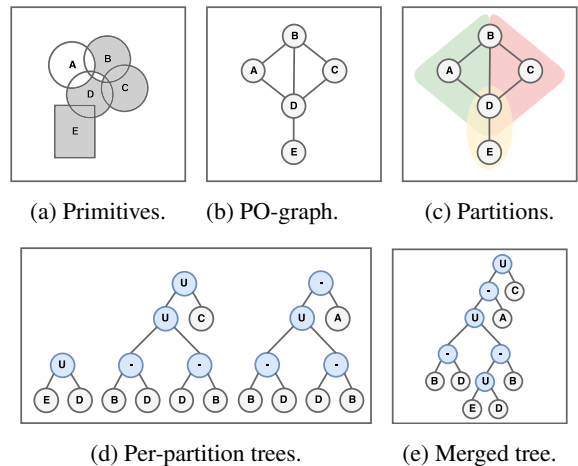 A B C D E
B A C D E
B A C D E
(a) Primitives. (b) PO-graph. (c) Partitions.
U - U
U C U A - C
U A
U - - - - - -
B D U B
E D B D D B B D D B E D
(d) Per-partition trees. (e) Merged tree.